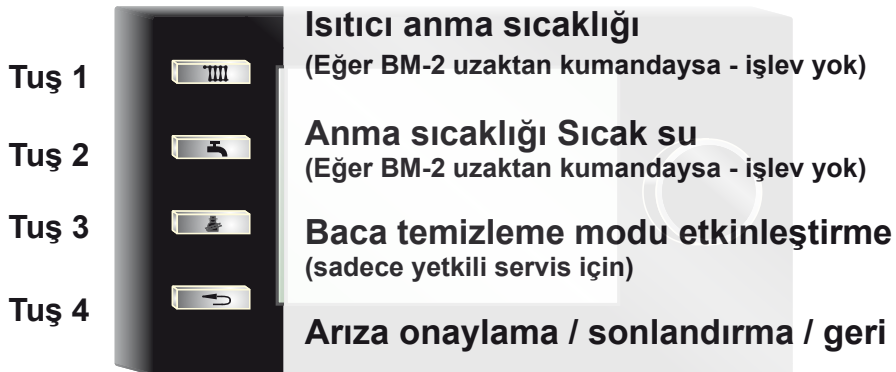 Isıtıcı anma sıcaklığı
Tuş 1
(Eğer BM-2 uzaktan kumandaysa - işlev yok)
Anma sıcaklığı Sıcak su
Tuş 2
(Eğer BM-2 uzaktan kumandaysa - işlev yok)
Tuş 3
Baca temizleme modu etkinleştirme
(sadece yetkili servis için)
Tuş 4
Arıza onaylama / sonlandırma / geri